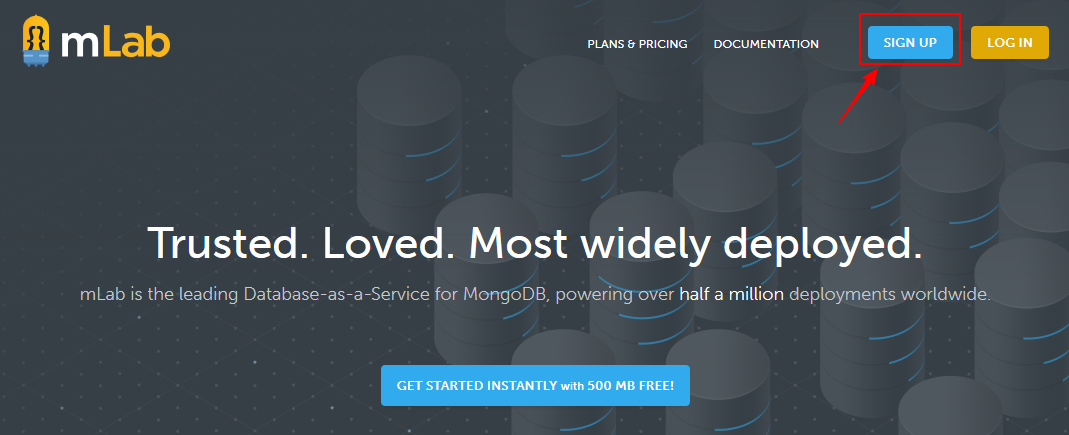 mLab
PLANS & PRICING
DOCUMENTATION
SIGN UP
LOG IN
Trusted. Loved. Most widely deployed.
mLab is the leading Database-as-a-Service for MongoDB, powering over half a million deployments worldwide.
GET STARTED INSTANTLY with 500 MB FREE!